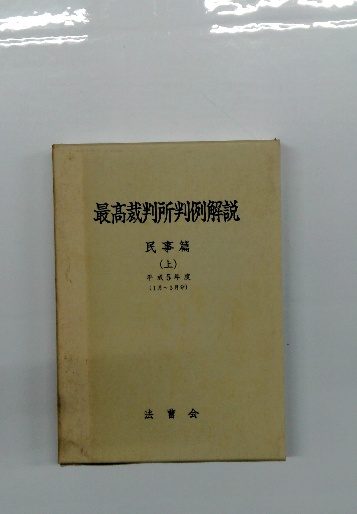 最高裁判所判例解説
民事篇
(上)
平成5年度
法曹会